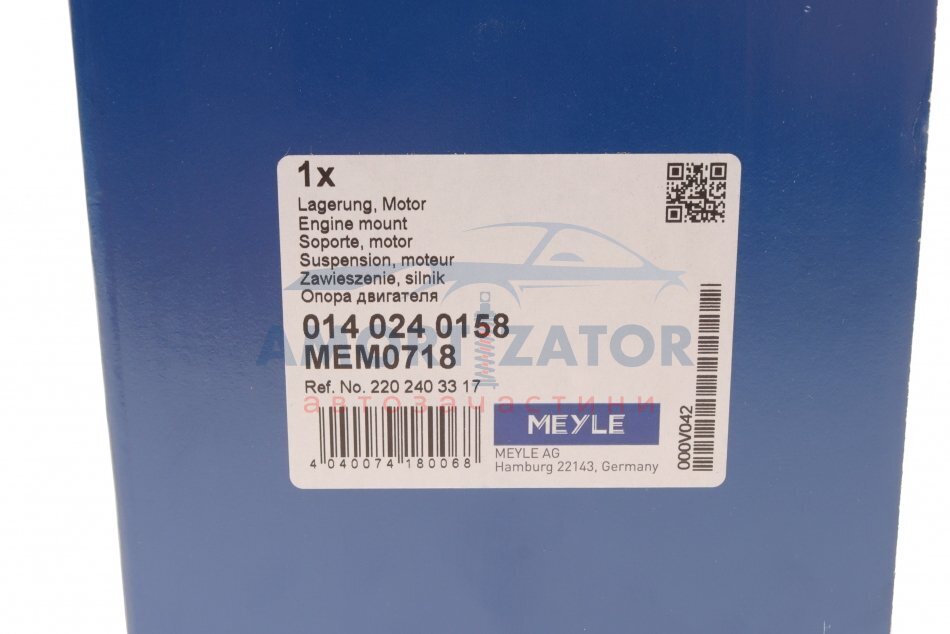 1x
Lagerung, Motor
Engine mount
Soporte, motor
Suspension, moteur
Zawieszenie, silnik
Опора двигателя
014 024 0158
MEM0718
AMORTIZATOR
Ref. No. 220 240 33 17
автозапчастини
4 040074 180068
MEYLE
MEYLE AG
Hamburg 22143, Germany
000V042